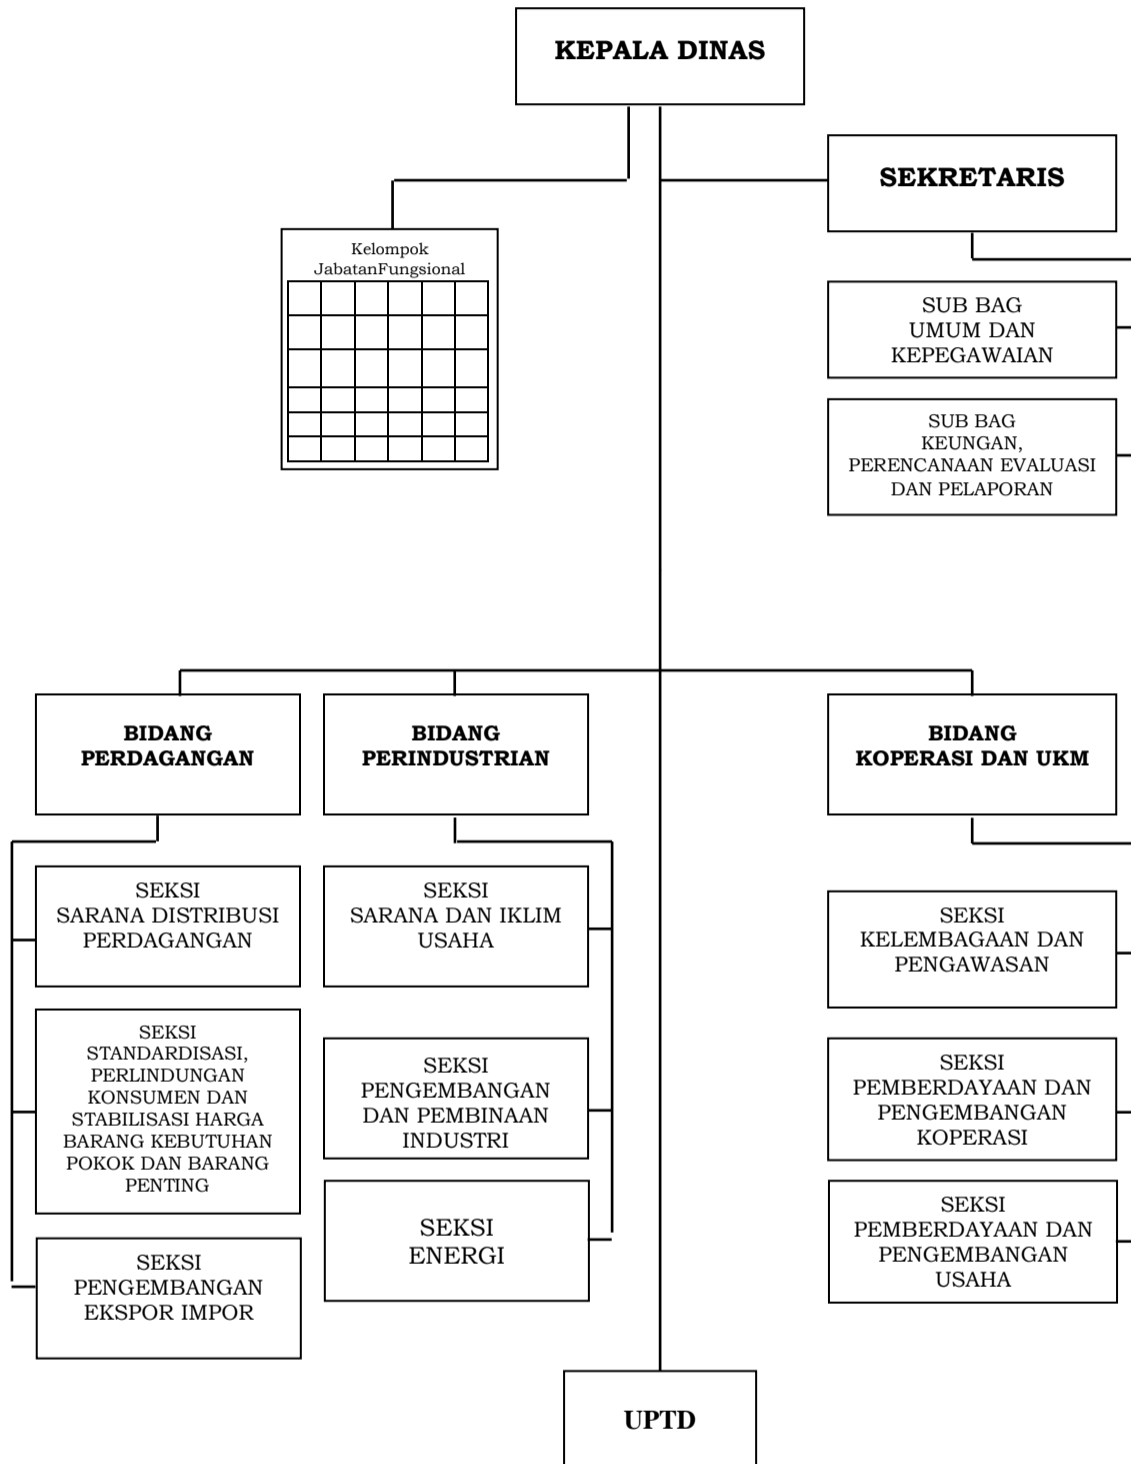 KEPALA DINAS
SEKRETARIS
Kelompok
JabatanFungsional
SUB BAG
UMUM DAN
KEPEGAWAIAN
SUB BAG
KEUNGAN,
PERENCANAAN EVALUASI
DAN PELAPORAN
BIDANG
PERDAGANGAN
BIDANG
PERINDUSTRIAN
BIDANG
KOPERASI DAN UKM
SEKSI
SARANA DISTRIBUSI
PERDAGANGAN
SEKSI
SARANA DAN IKLIM
USAHA
SEKSI
KELEMBAGAAN DAN
PENGAWASAN
SEKSI
STANDARDISASI,
PERLINDUNGAN
KONSUMEN DAN
STABILISASI HARGA
BARANG KEBUTUHAN
POKOK DAN BARANG
PENTING
SEKSI
PENGEMBANGAN
DAN PEMBINAAN
INDUSTRI
SEKSI
PEMBERDAYAAN DAN
PENGEMBANGAN
KOPERASI
SEKSI
PENGEMBANGAN
EKSPOR IMPOR
SEKSI
ENERGI
SEKSI
PEMBERDAYAAN DAN
PENGEMBANGAN
USAHA
UPTD